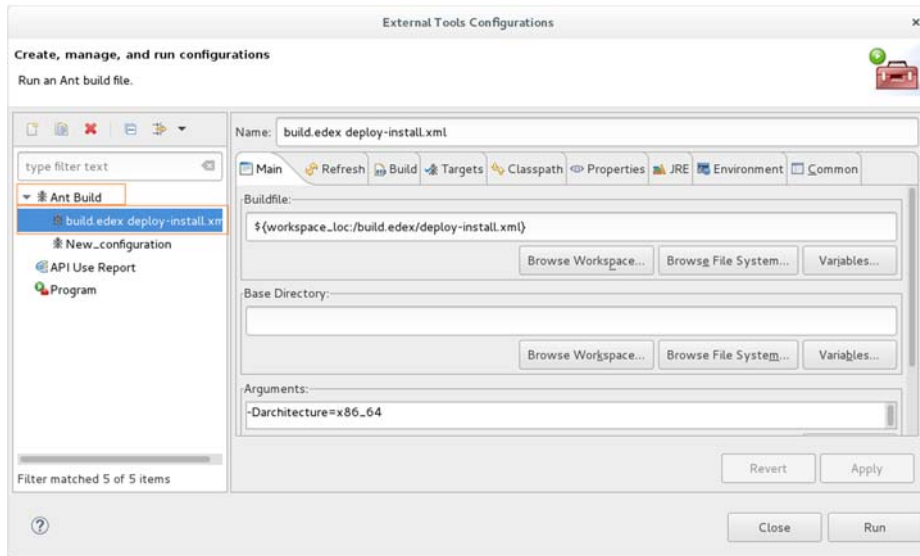 External Tools Configurations
Create, manage, and run configurations
Run an Ant build file.
Name: build.edex deploy-install.xml
type filter text
Main Refresh Build Targets Classpath Properties JRE Environment Common
Ant Build
build.edex deploy-install.xm
New_configuration
API Use Report
Program
Buildfile:
${workspace_loc:/build.edex/deploy-install.xml}
Browse Workspace... Browse File System... Variables...
Base Directory:
Browse Workspace... Browse File System... Variables...
Arguments:
-Darchitecture=x86_64
Filter matched 5 of 5 items
Revert Apply
? Close Run